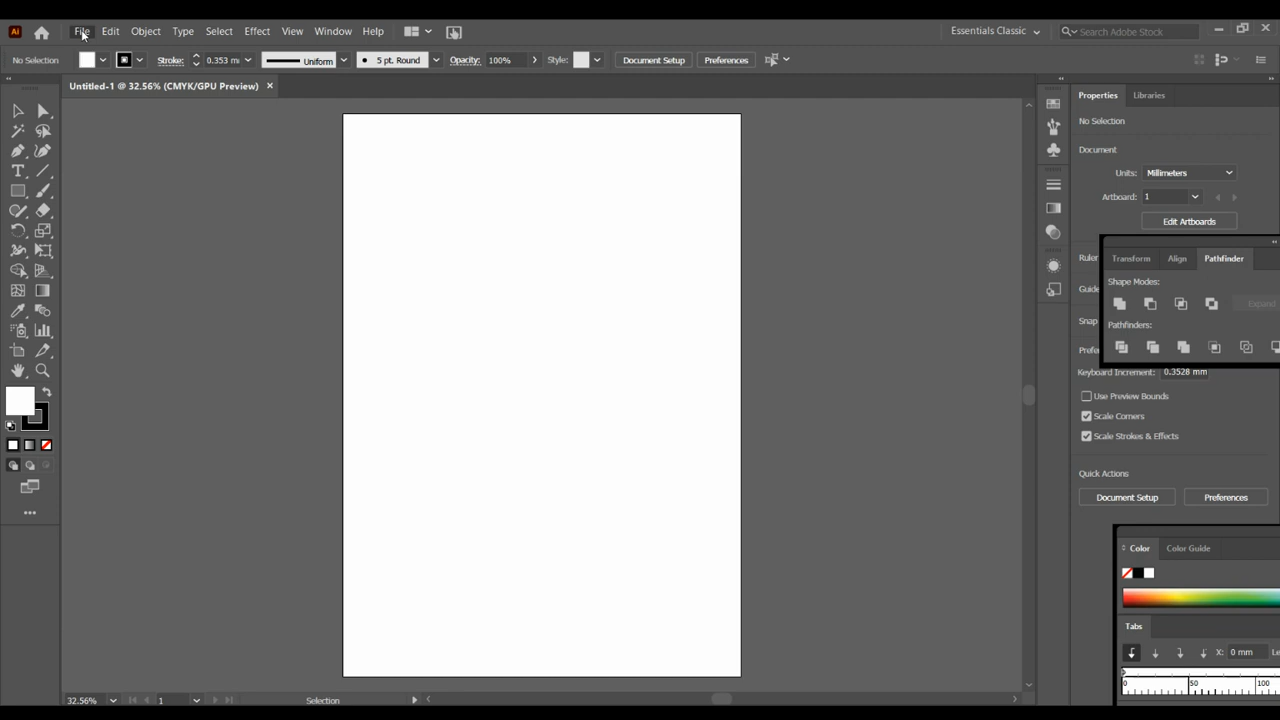 Ai File Edit Object Type Select Effect View Window Help Essentials Classic Search Adobe Stock
No Selection Stroke: 0.353 m Uniform 5 pt. Round Opacity: 100% Style: Document Setup Preferences
Untitled-1 @ 32.56% (CMYK/GPU Preview)
Properties Libraries
No Selection
Document
Units: Millimeters
Artboard: 1
Edit Artboards
Ruler
Transform Align Pathfinder
Shape Modes:
Guide
Expand
Snap
Pathfinders:
Prefe
Keyboard Increment: 0.3528 mm
Use Preview Bounds
Scale Corners
Scale Strokes & Effects
Quick Actions
Document Setup Preferences
Color Color Guide
Tabs
X: 0 mm Le
0 50 100
32.56% 1 Selection